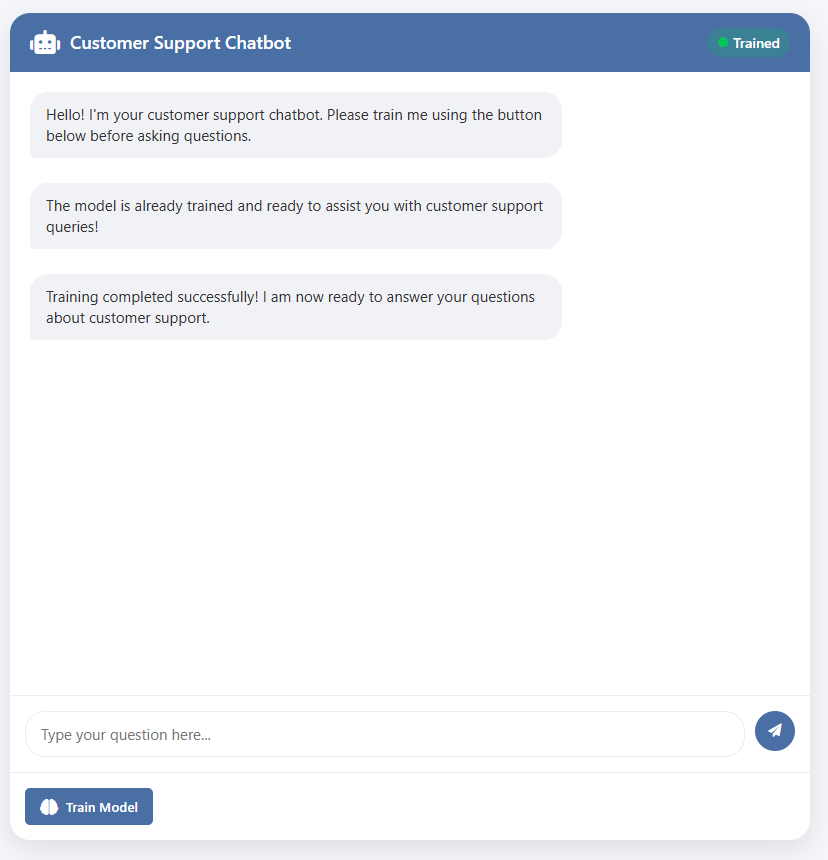 Customer Support Chatbot
Trained
Hello! I'm your customer support chatbot. Please train me using the button
below before asking questions.
The model is already trained and ready to assist you with customer support
queries!
Training completed successfully! I am now ready to answer your questions
about customer support.
Type your question here...
Train Model